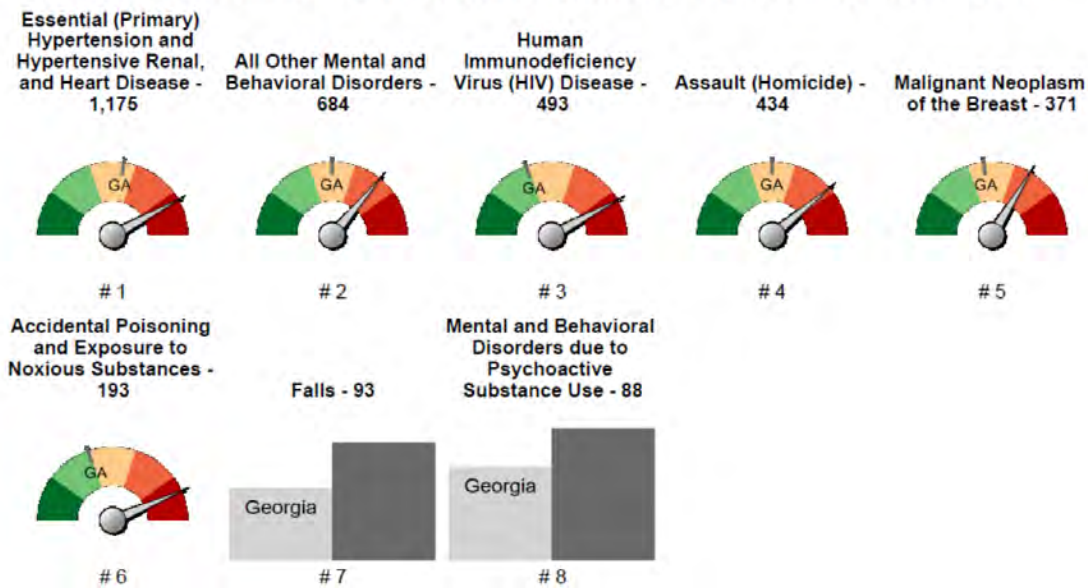 Essential (Primary)
Hypertension and
Hypertensive Renal,
and Heart Disease -
1,175
All Other Mental and
Behavioral Disorders -
684
Human
Immunodeficiency
Virus (HIV) Disease -
493
Assault (Homicide) -
434
Malignant Neoplasm
of the Breast - 371
GA
GA
GA
GA
GA
# 1
# 2
# 3
# 4
# 5
Accidental Poisoning
and Exposure to
Noxious Substances -
193
Falls - 93
Mental and Behavioral
Disorders due to
Psychoactive
Substance Use - 88
GA
Georgia
Georgia
# 6
# 7
# 8